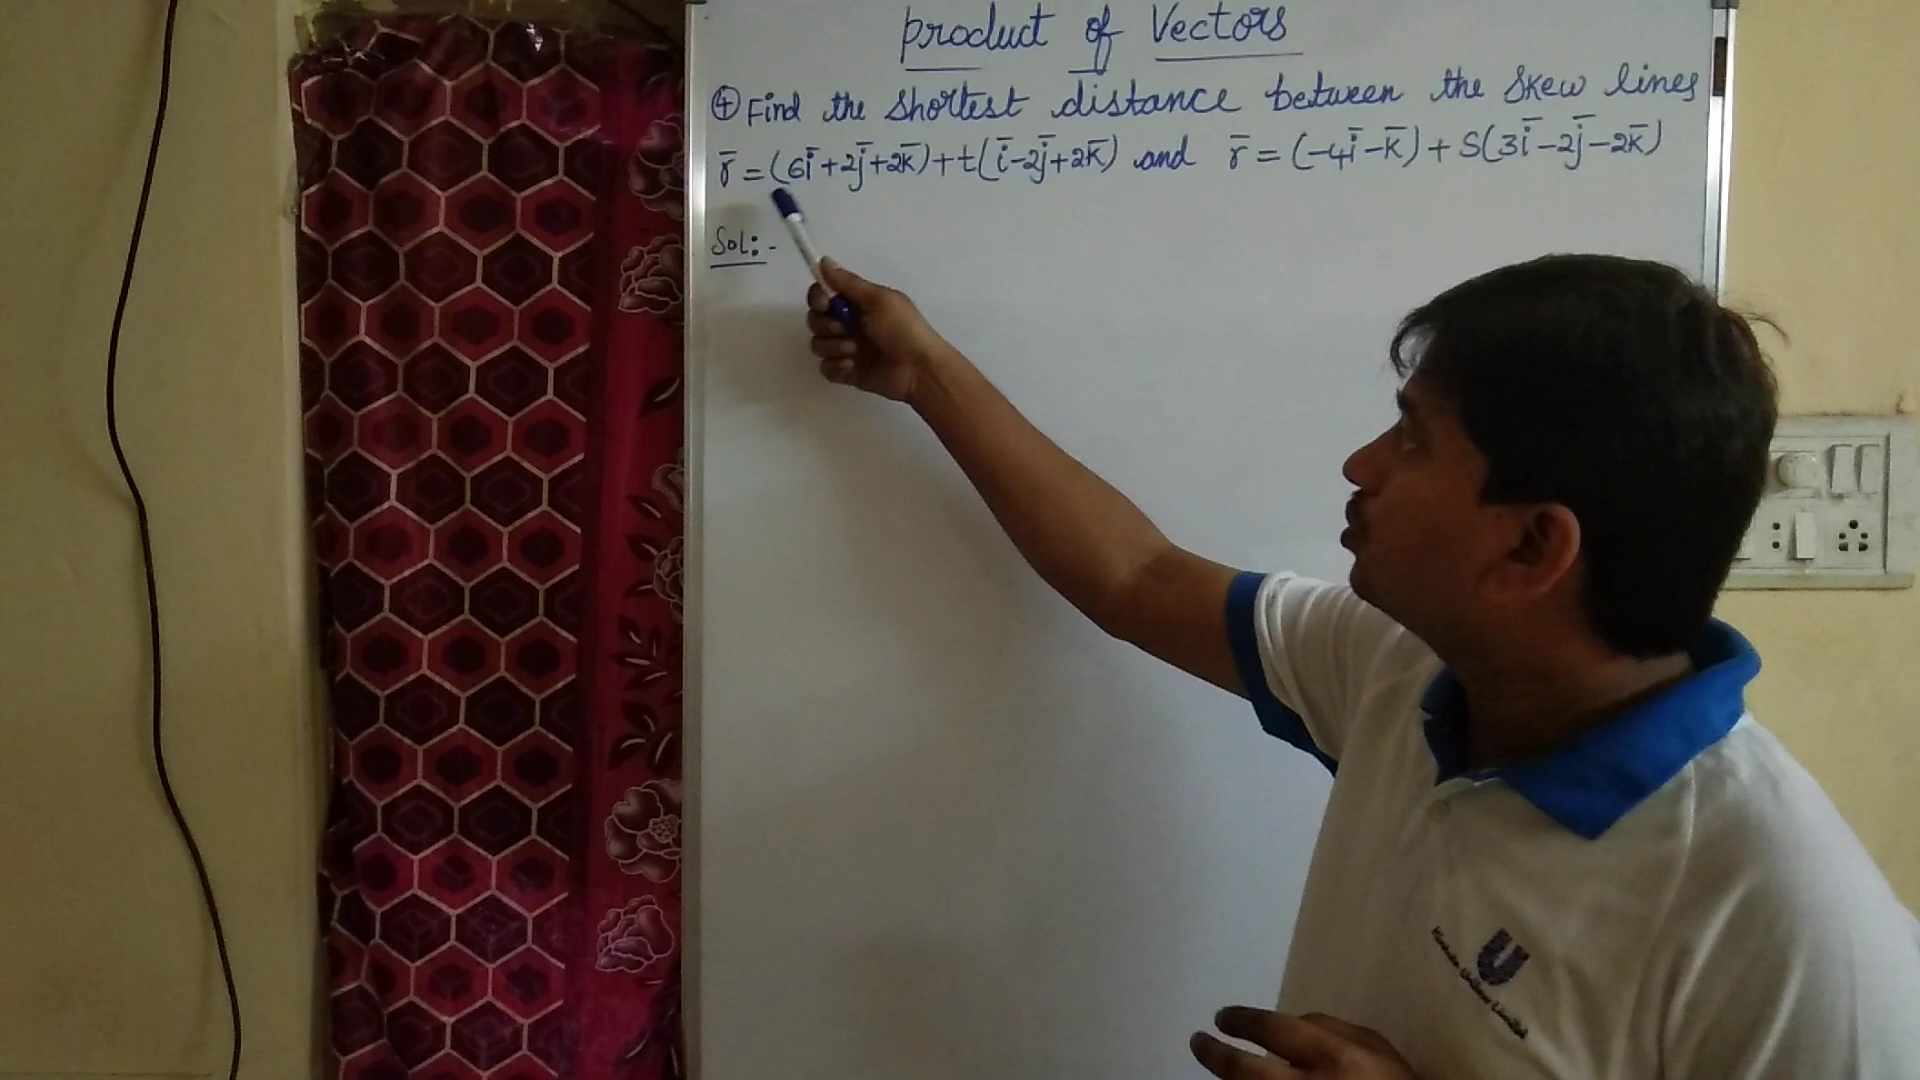 product of Vectors
④ Find the shortest distance between the skew lines
r̄ = (6ī+2j̄+2k̄)+t(ī-2j̄+2k̄) and r̄ = (-4ī-k̄)+s(3ī-2j̄-2k̄)
Sol:-